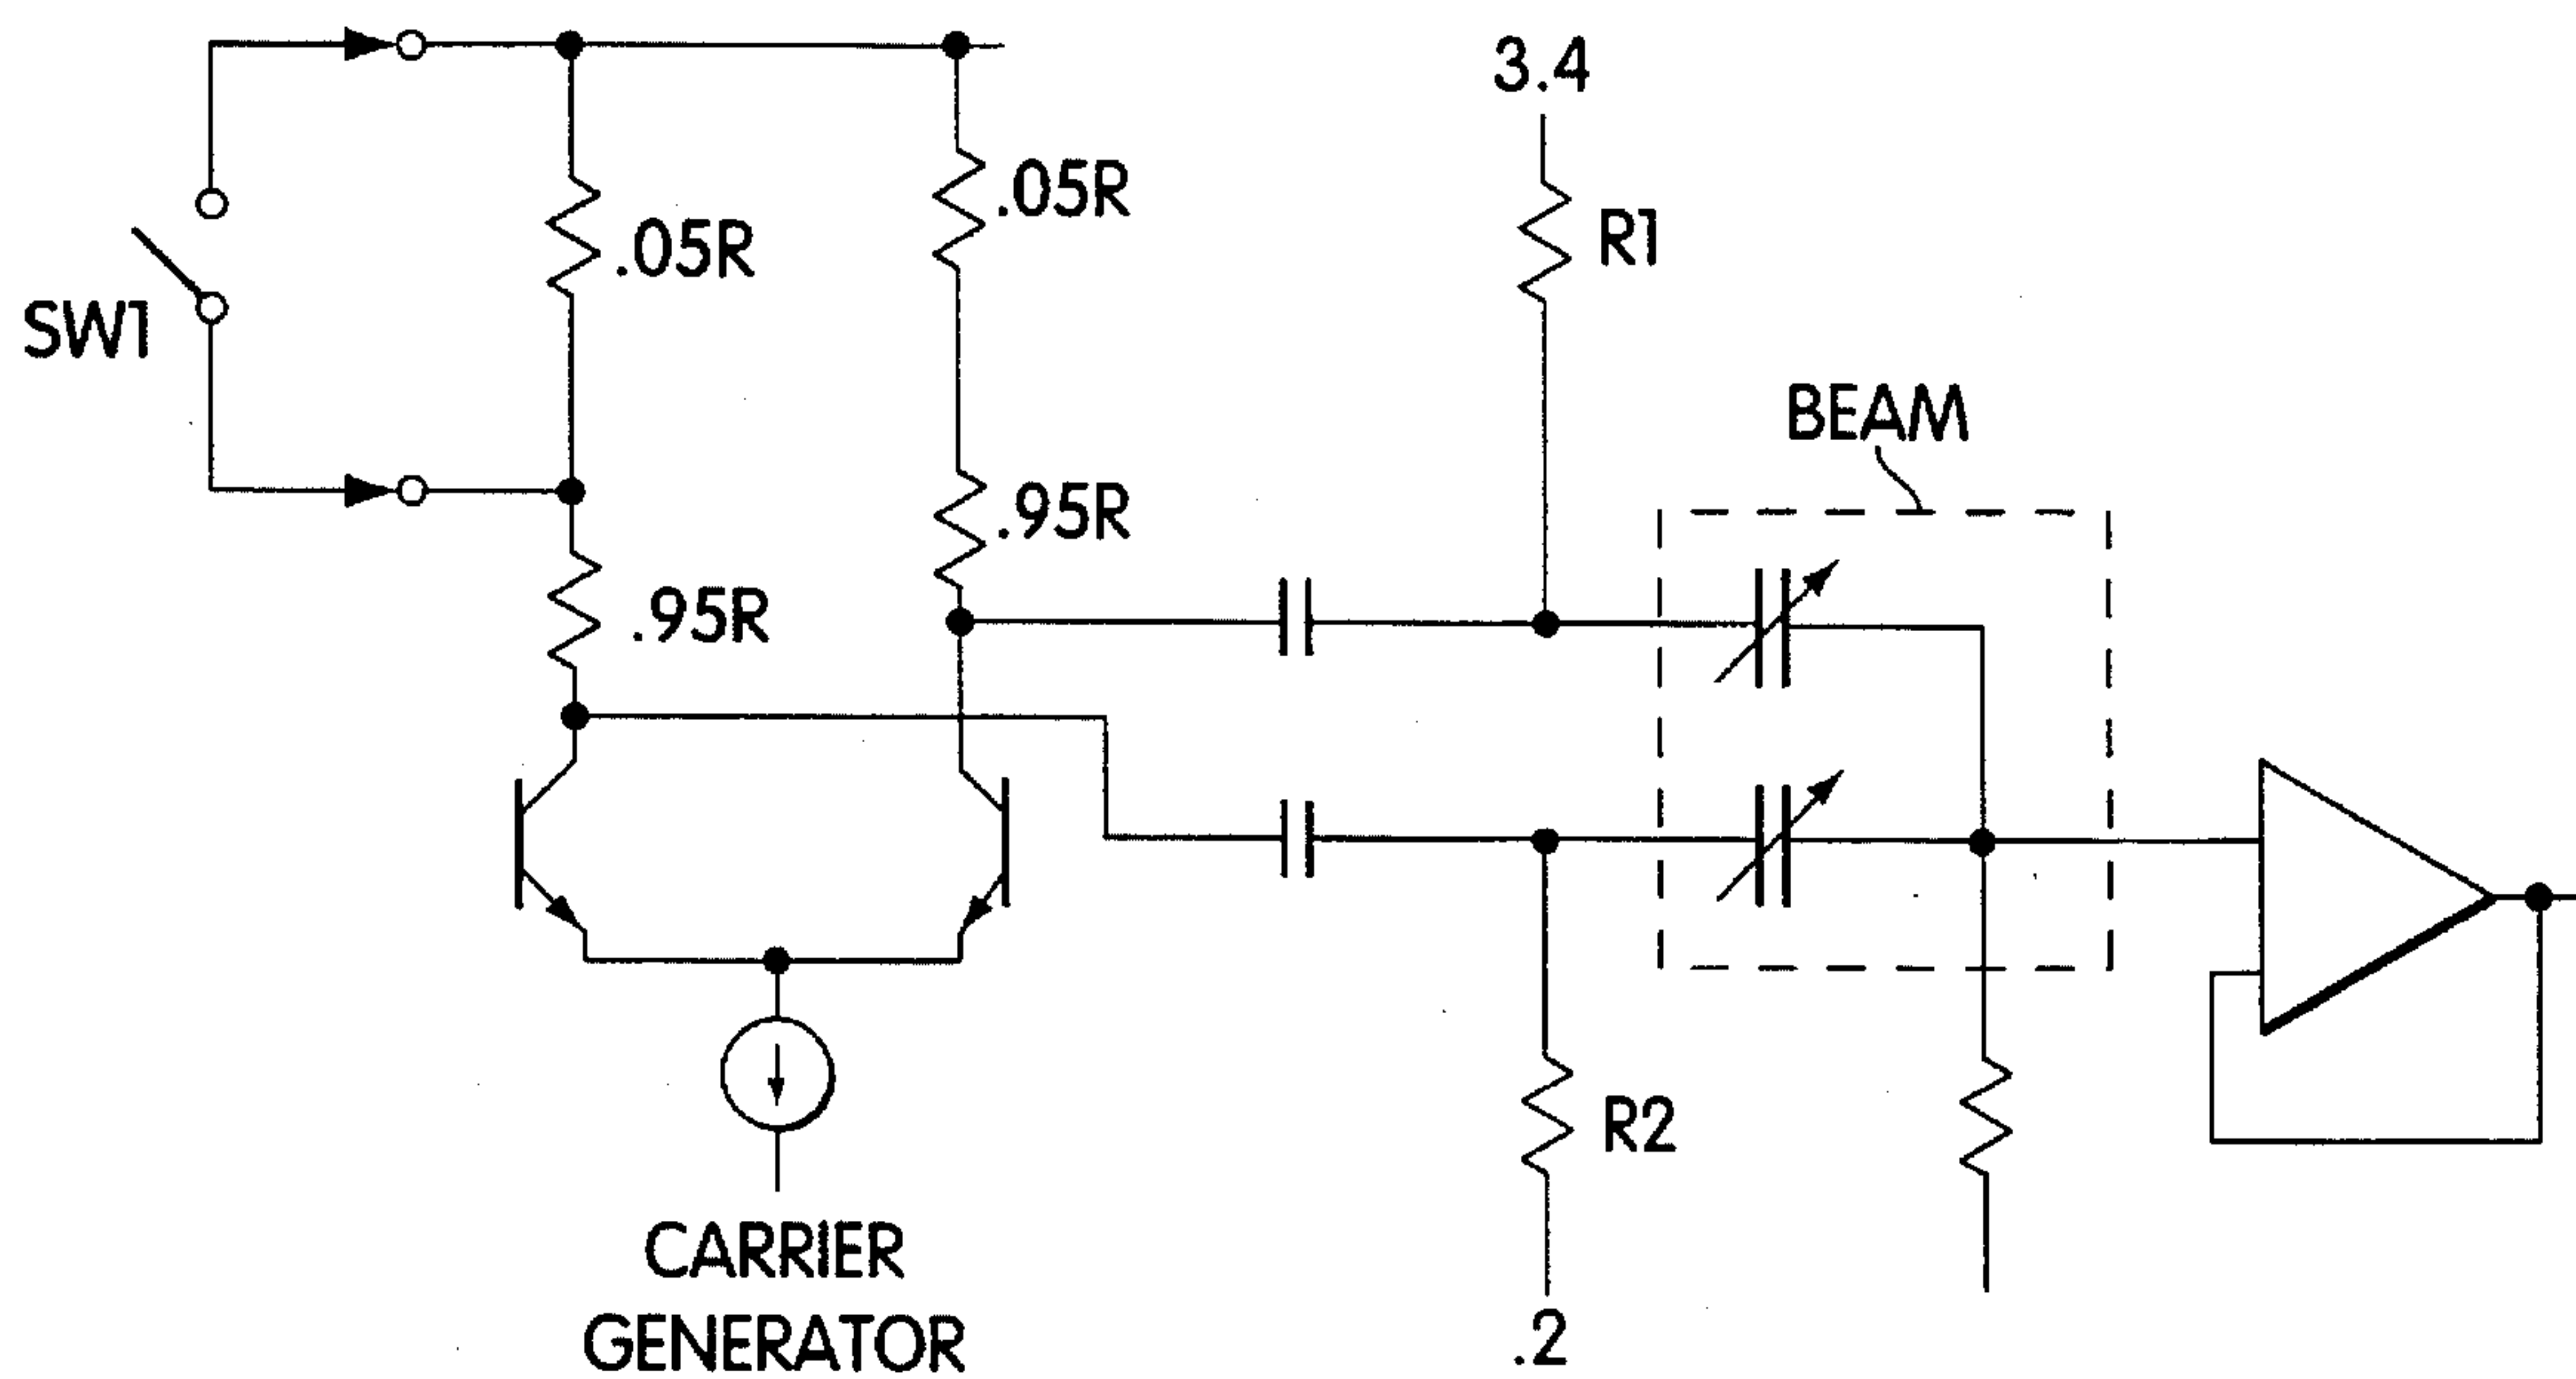 3.4
.05R
.05R
R1
SW1
BEAM
.95R
.95R
R2
CARRIER
GENERATOR
.2